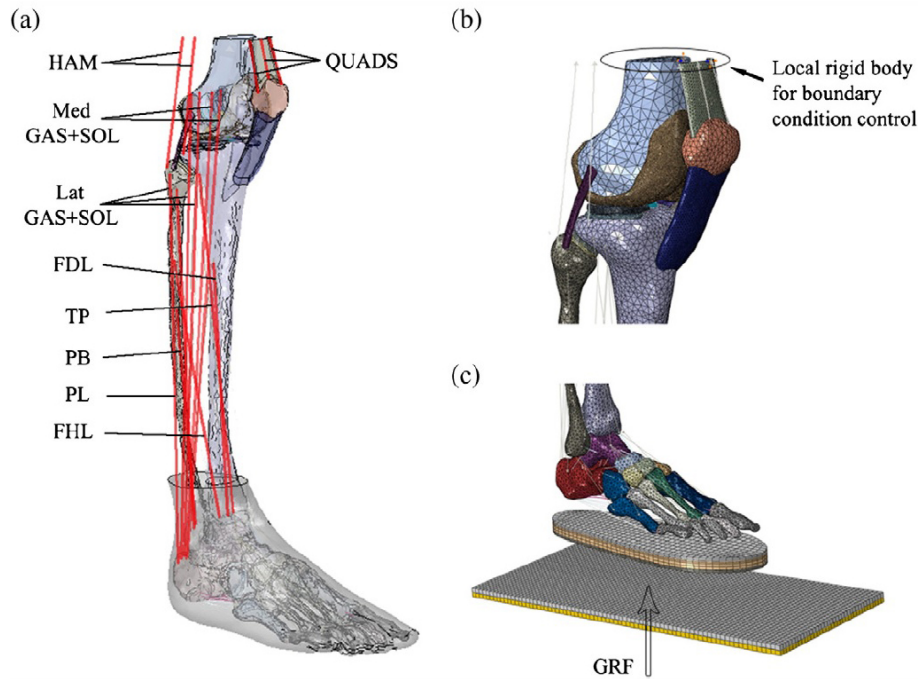 (a)
HAM
QUADS
Med
GAS+SOL
Lat
GAS+SOL
FDL
TP
PB
PL
FHL
(b)
Local rigid body
for boundary
condition control
(c)
GRF